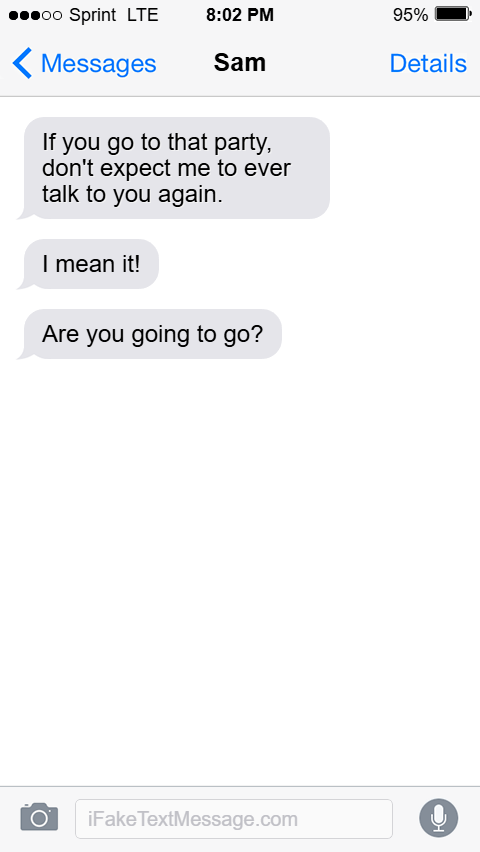 Sprint LTE 8:02 PM 95%
Messages Sam Details
If you go to that party,
don't expect me to ever
talk to you again.
I mean it!
Are you going to go?
iFakeTextMessage.com